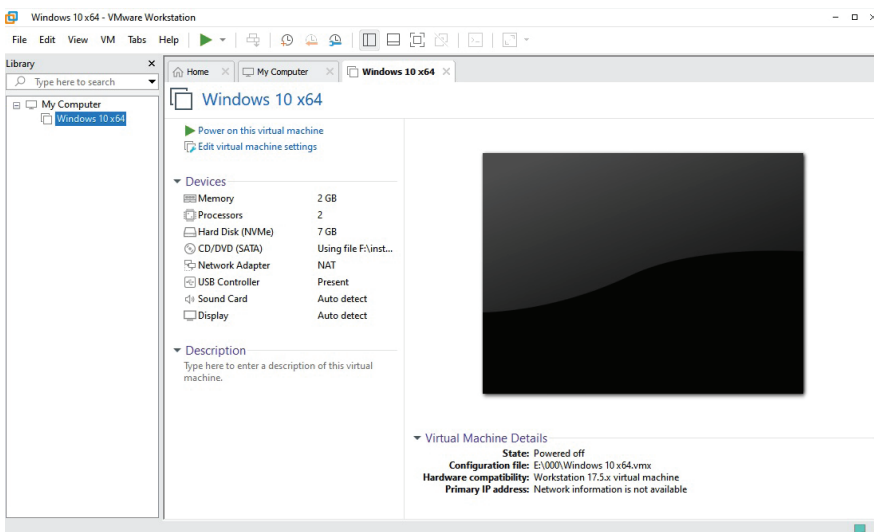 Windows 10 x64 - VMware Workstation
File Edit View VM Tabs Help
Library
Type here to search
My Computer
Windows 10 x64
Home My Computer Windows 10 x64
Windows 10 x64
Power on this virtual machine
Edit virtual machine settings
Devices
Memory 2 GB
Processors 2
Hard Disk (NVMe) 7 GB
CD/DVD (SATA) Using file F:\inst...
Network Adapter NAT
USB Controller Present
Sound Card Auto detect
Display Auto detect
Description
Type here to enter a description of this virtual
machine.
Virtual Machine Details
State: Powered off
Configuration file: E:\000\Windows 10 x64.vmx
Hardware compatibility: Workstation 17.5.x virtual machine
Primary IP address: Network information is not available